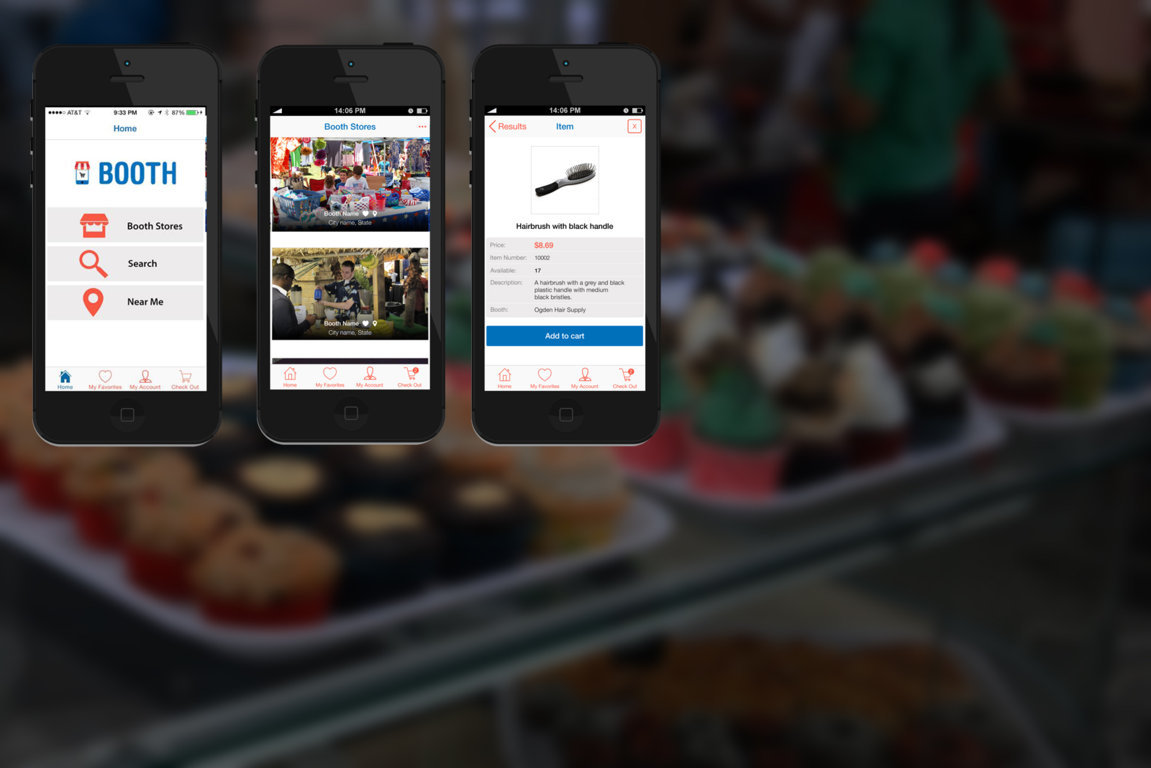 AT&T 9:33 PM 87%
Home
BOOTH
Booth Stores
Search
Near Me
Home My Favorites My Account Check Out
14:06 PM
Booth Stores
Booth Name
City name, State
Booth Name
City name, State
Home My Favorites My Account Check Out 2
14:06 PM
Results Item X
Hairbrush with black handle
Price: $8.69
Item Number: 10002
Available: 17
Description: A hairbrush with a grey and black
plastic handle with medium
black bristles.
Booth: Ogden Hair Supply
Add to cart
Home My Favorites My Account Check Out 2